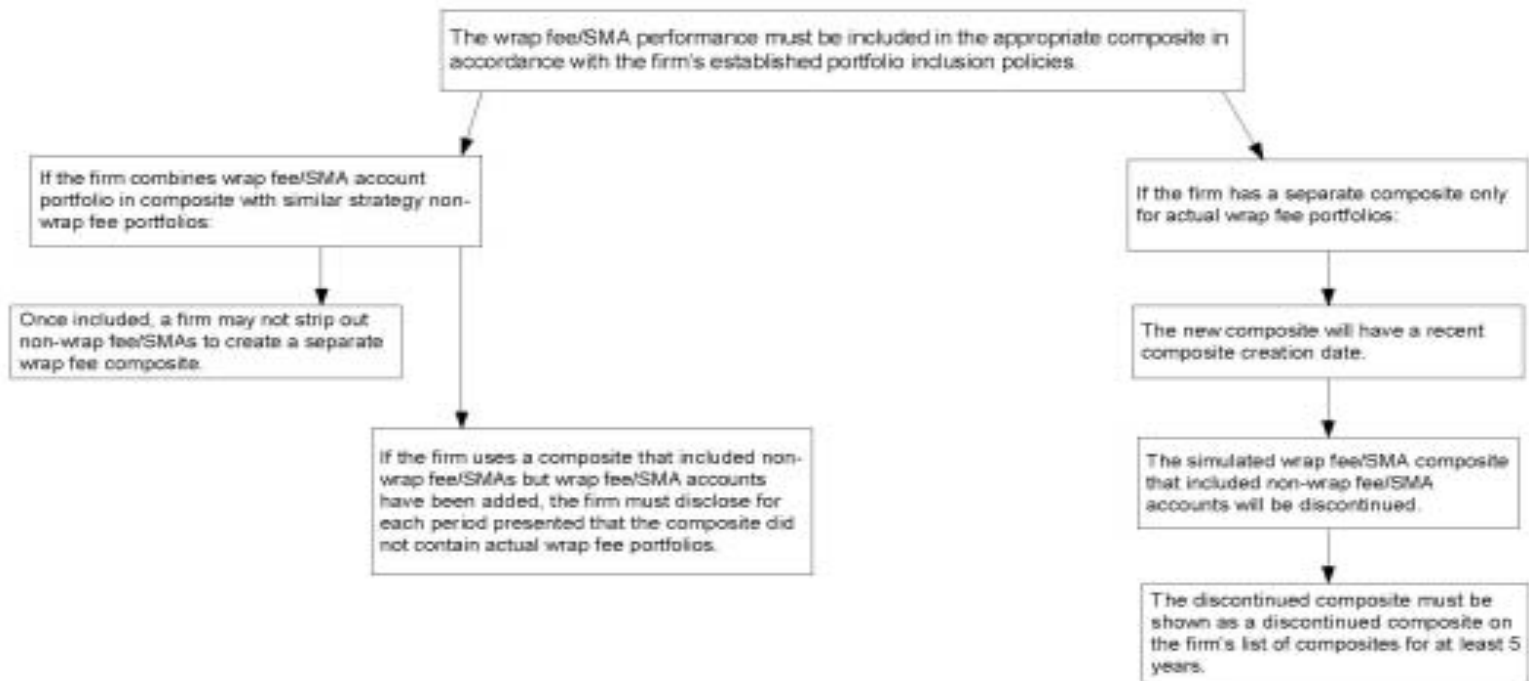 The wrap fee/SMA performance must be included in the appropriate composite in
accordance with the firm's established portfolio inclusion policies.
If the firm combines wrap fee/SMA account
portfolio in composite with similar strategy non-
wrap fee portfolios:
If the firm has a separate composite only
for actual wrap fee portfolios:
Once included, a firm may not strip out
non-wrap fee/SMAs to create a separate
wrap fee composite.
The new composite will have a recent
composite creation date.
If the firm uses a composite that included non-
wrap fee/SMAs but wrap fee/SMA accounts
have been added, the firm must disclose for
each period presented that the composite did
not contain actual wrap fee portfolios.
The simulated wrap fee/SMA composite
that included non-wrap fee/SMA
accounts will be discontinued.
The discontinued composite must be
shown as a discontinued composite on
the firm's list of composites for at least 5
years.